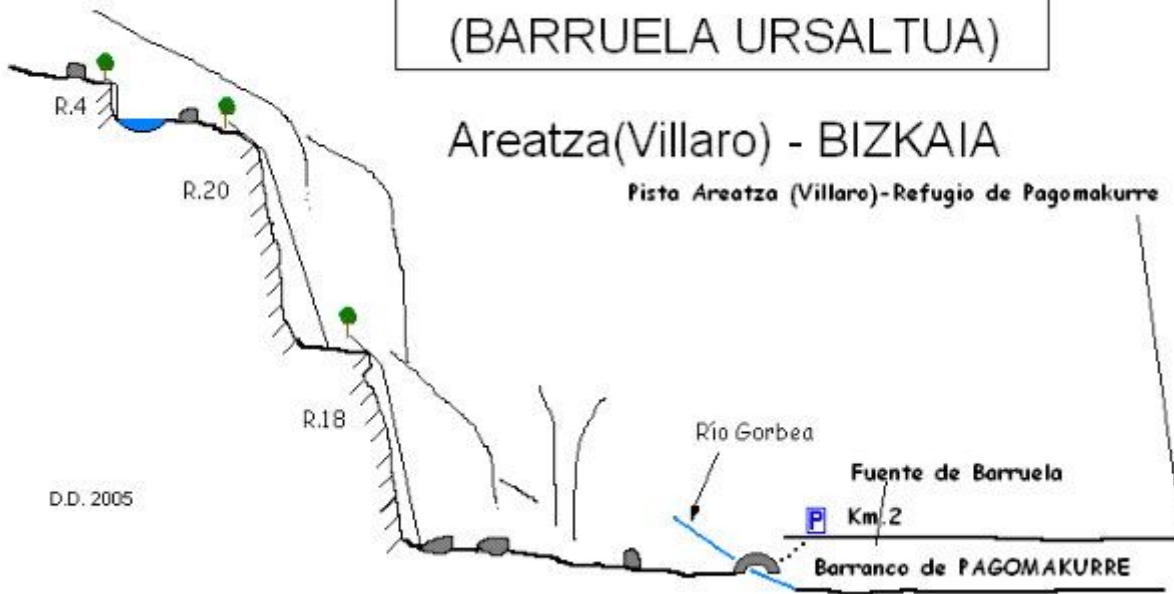 (BARRUELA URSALTUA)
R.4
Areatza(Villaro) - BIZKAIA
R.20
Pista Areatza (Villaro)-Refugio de Pagomakurre
R.18
Río Gorbea
Fuente de Barruela
D.D. 2005
P Km.2
Barranco de PAGOMAKURRE